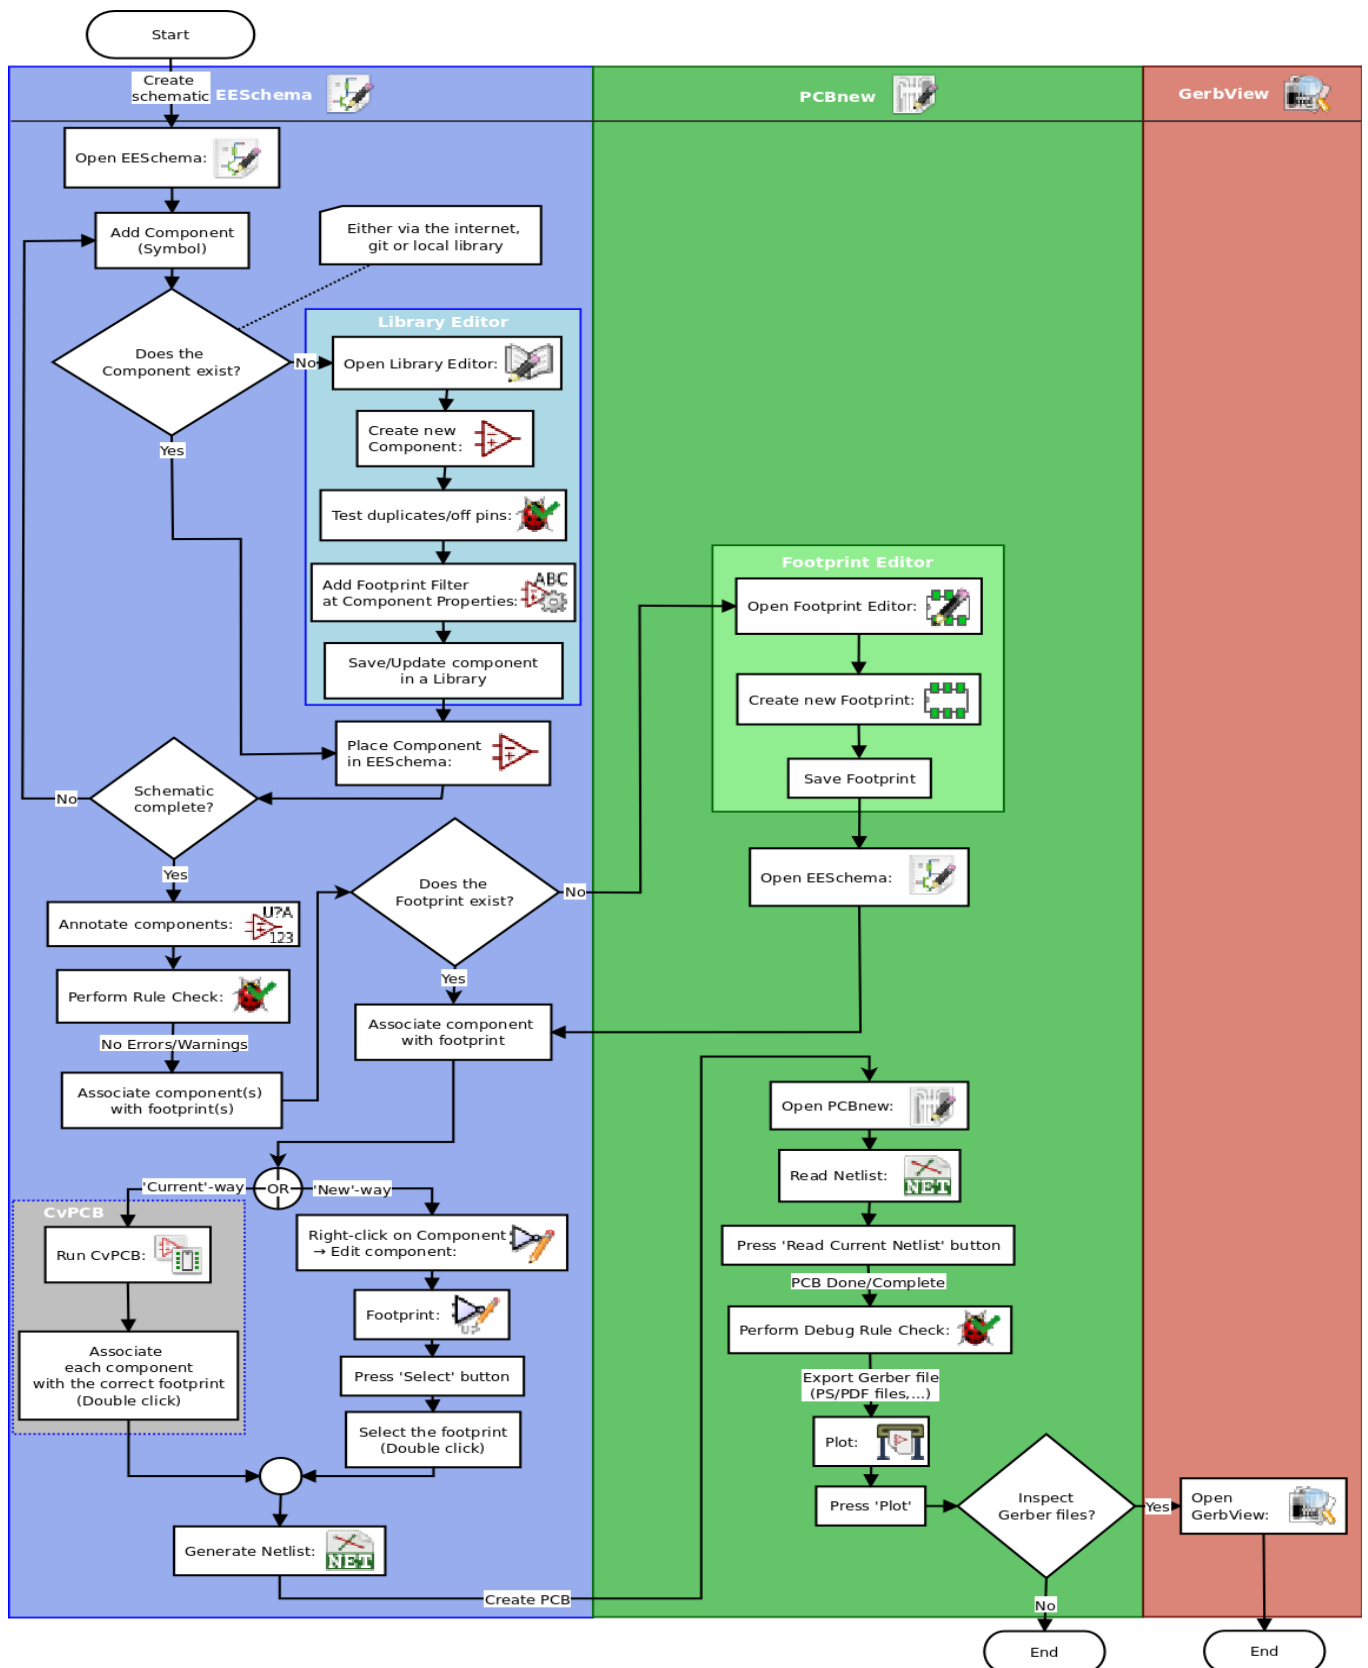 Start
Create
schematic
EESchema
PCBnew
GerbView
Open EESchema:
Add Component
(Symbol)
Either via the internet,
git or local library
Does the
Component exist?
No
Yes
Library Editor
Open Library Editor:
Create new
Component:
Test duplicates/off pins:
Add Footprint Filter
at Component Properties:
ABC
Save/Update component
in a Library
Place Component
in EESchema:
Schematic
complete?
No
Yes
Annotate components:
U?A
123
Perform Rule Check:
No Errors/Warnings
Associate component(s)
with footprint(s)
Does the
Footprint exist?
No
Yes
Footprint Editor
Open Footprint Editor:
Create new Footprint:
Save Footprint
Open EESchema:
Associate component
with footprint
OR
'Current'-way
'New'-way
CvPCB
Run CvPCB:
Associate
each component
with the correct footprint
(Double click)
Right-click on Component
→ Edit component:
Footprint:
Press 'Select' button
Select the footprint
(Double click)
Generate Netlist:
NET
Create PCB
Open PCBnew:
Read Netlist:
NET
Press 'Read Current Netlist' button
PCB Done/Complete
Perform Debug Rule Check:
Export Gerber file
(PS/PDF files,...)
Plot:
Press 'Plot'
Inspect
Gerber files?
Yes
No
Open
GerbView:
End
End